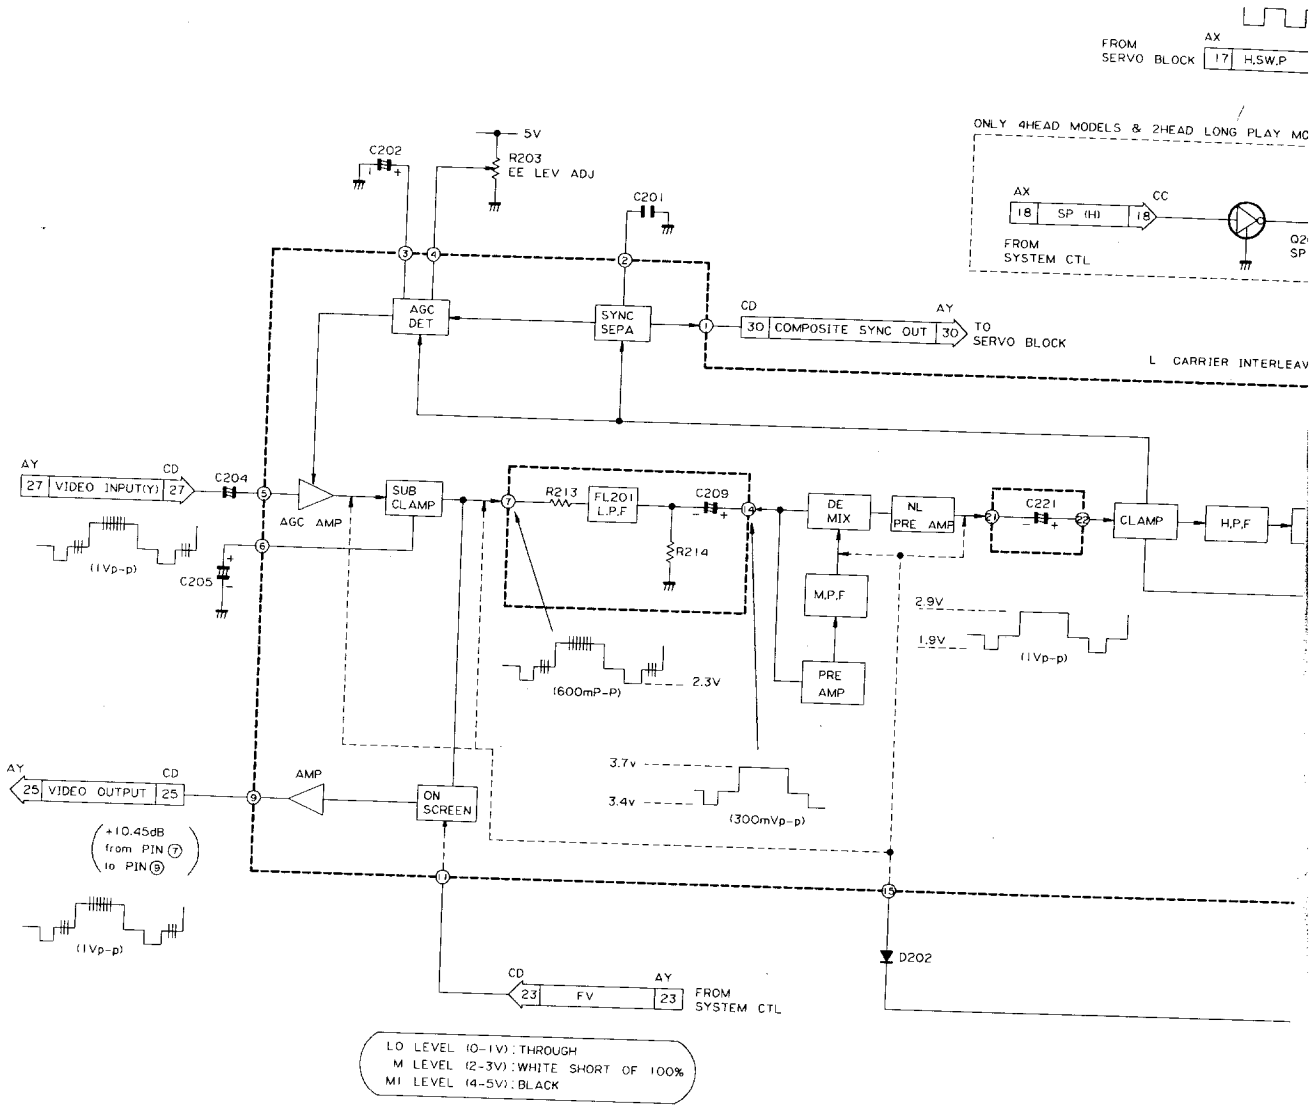 FROM
SERVO BLOCK
AX
17 H.SW.P
ONLY 4HEAD MODELS & 2HEAD LONG PLAY MO
AX
18 SP (H) 18
CC
FROM
SYSTEM CTL
Q2
SP
5V
C202
R203
EE LEV ADJ
C201
3
4
2
AGC
DET
SYNC
SEPA
1
CD
30 COMPOSITE SYNC OUT 30
AY
TO
SERVO BLOCK
L CARRIER INTERLEAV
AY
27 VIDEO INPUT(Y) 27
CD
C204
5
AGC AMP
SUB
CLAMP
7
R213
FL201
L.P.F
C209
14
R214
DE
MIX
NL
PRE AMP
21
C221
22
CLAMP
H.P.F
6
C205
(1Vp-p)
M.P.F
PRE
AMP
2.9V
1.9V
(1Vp-p)
2.3V
(600mP-P)
3.7V
3.4V
(300mVp-p)
AY
25 VIDEO OUTPUT 25
CD
9
AMP
ON
SCREEN
+10.45dB
from PIN 7
to PIN 9
(1Vp-p)
11
15
D202
CD
23 FV 23
AY
FROM
SYSTEM CTL
LO LEVEL (0-1V):THROUGH
M LEVEL (2-3V):WHITE SHORT OF 100%
MI LEVEL (4-5V):BLACK